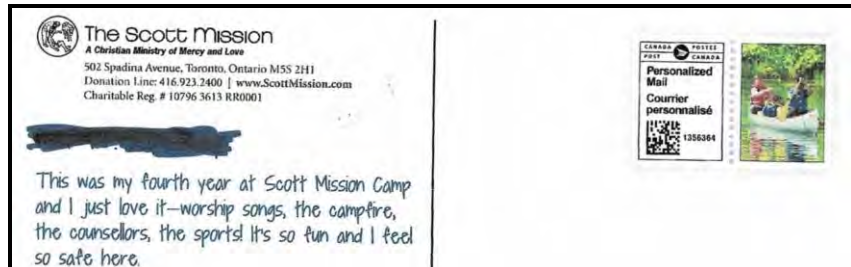 The Scott Mission
A Christian Ministry of Mercy and Love
502 Spadina Avenue, Toronto, Ontario M5S 2H1
Donation Line: 416.923.2400 | www.ScottMission.com
Charitable Reg. # 10796 3613 RR0001
This was my fourth year at Scott Mission Camp
and I just love it—worship songs, the campfire,
the counsellors, the sports! It's so fun and I feel
so safe here.
CANADA POSTES
POST CANADA
Personalized
Mail
Courrier
personnalisé
1356364